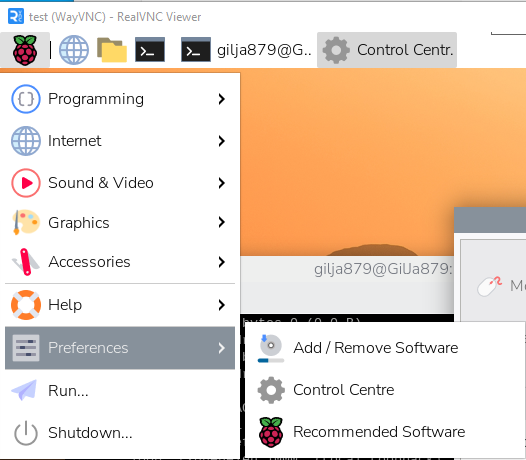 test (WayVNC) - RealVNC Viewer
gilja879@G..
Control Centr.
Programming
Internet
Sound & Video
Graphics
Accessories
gilja879@GilJa879:
Help
Preferences
Add / Remove Software
Run...
Control Centre
Shutdown...
Recommended Software